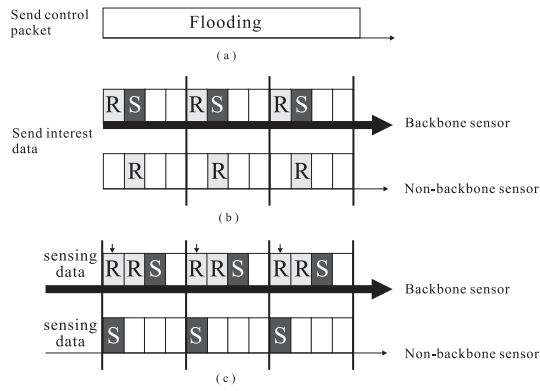 Send control
packet
Flooding
(a)
R S R S R S
Backbone sensor
Send interest
data
R R R
Non-backbone sensor
(b)
sensing
data
R R S R R S R R S
Backbone sensor
sensing
data
S S S
Non-backbone sensor
(c)